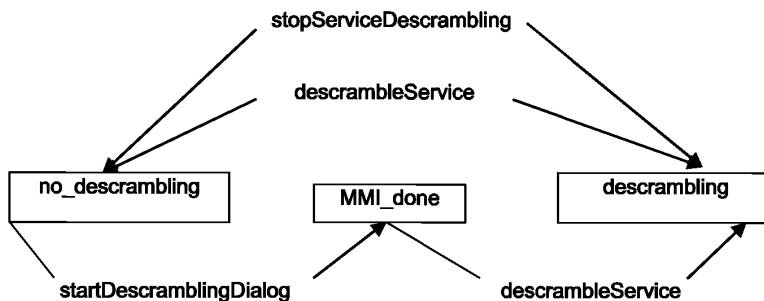 stopServiceDescrambling
descrambleService
no_descrambling
MMI_done
descrambling
startDescramblingDialog
descrambleService